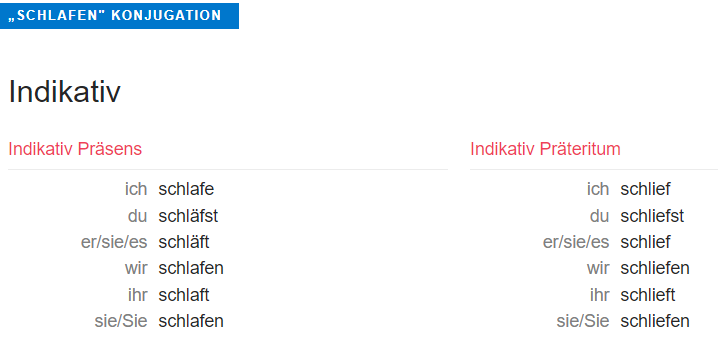 „SCHLAFEN" KONJUGATION
Indikativ
Indikativ Präsens
ich schlafe
du schläfst
er/sie/es schläft
wir schlafen
ihr schlaft
sie/Sie schlafen
Indikativ Präteritum
ich schlief
du schliefst
er/sie/es schlief
wir schliefen
ihr schlieft
sie/Sie schliefen